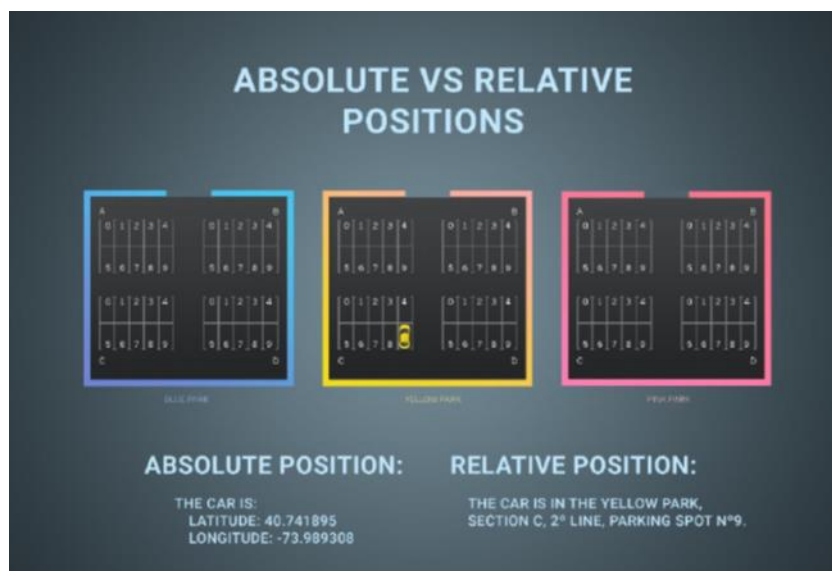 ABSOLUTE VS RELATIVE
POSITIONS
A B
0 1 2 3 4 0 1 2 3 4
5 6 7 8 9 5 6 7 8 9
0 1 2 3 4 0 1 2 3 4
5 6 7 8 9 5 6 7 8 9
C D
BLUE PARK
A B
0 1 2 3 4 0 1 2 3 4
5 6 7 8 9 5 6 7 8 9
0 1 2 3 4 0 1 2 3 4
5 6 7 8 5 6 7 8 9
C D
YELLOW PARK
A B
0 1 2 3 4 0 1 2 3 4
5 6 7 8 9 5 6 7 8 9
0 1 2 3 4 0 1 2 3 4
5 6 7 8 9 5 6 7 8 9
C D
PINK PARK
ABSOLUTE POSITION:
THE CAR IS:
LATITUDE: 40.741895
LONGITUDE: -73.989308
RELATIVE POSITION:
THE CAR IS IN THE YELLOW PARK,
SECTION C, 2º LINE, PARKING SPOT Nº9.